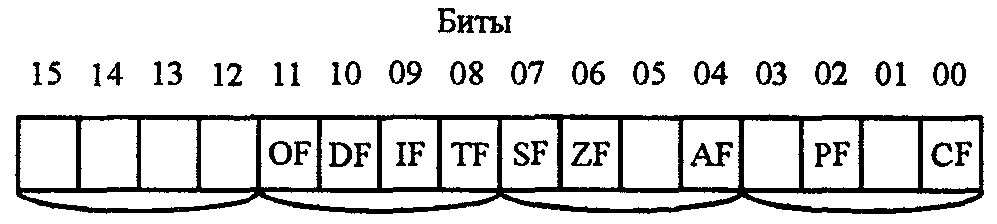 Биты
15 14 13 12 11 10 09 08 07 06 05 04 03 02 01 00
OF DF IF TF SF ZF AF PF CF